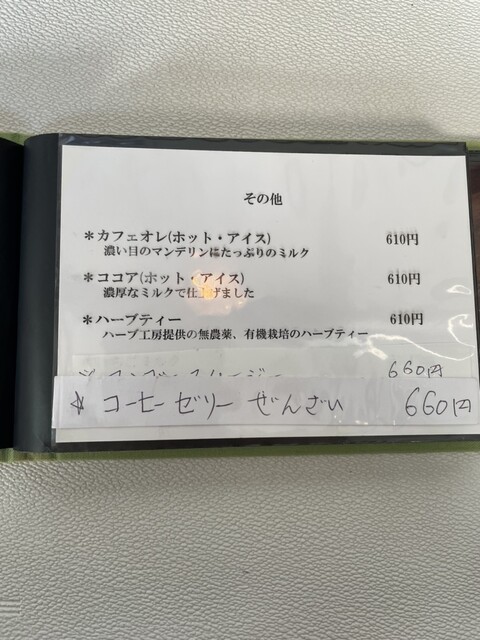 その他
＊カフェオレ(ホット・アイス) 610円
濃い目のマンデリンにたっぷりのミルク
＊ココア(ホット・アイス) 610円
濃厚なミルクで仕上げました
＊ハーブティー 610円
ハーブ工房提供の無農薬、有機栽培のハーブティー
660円
☆ コーヒーゼリー ぜんざい 660円